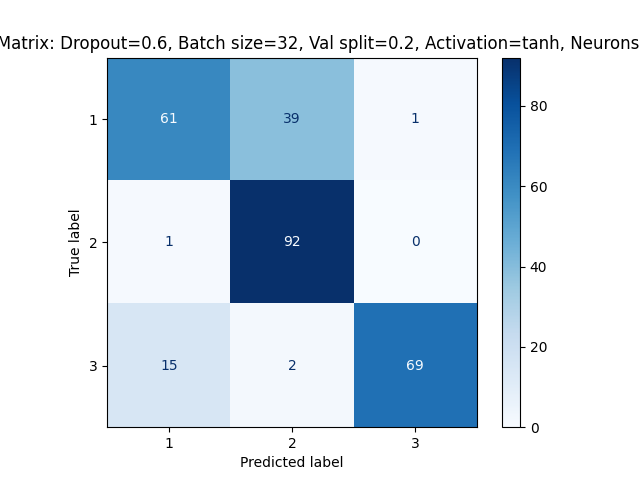 Matrix: Dropout=0.6, Batch size=32, Val split=0.2, Activation=tanh, Neurons
61 39 1
1 92 0
15 2 69
1
2
3
True label
1 2 3
Predicted label
80
60
40
20
0